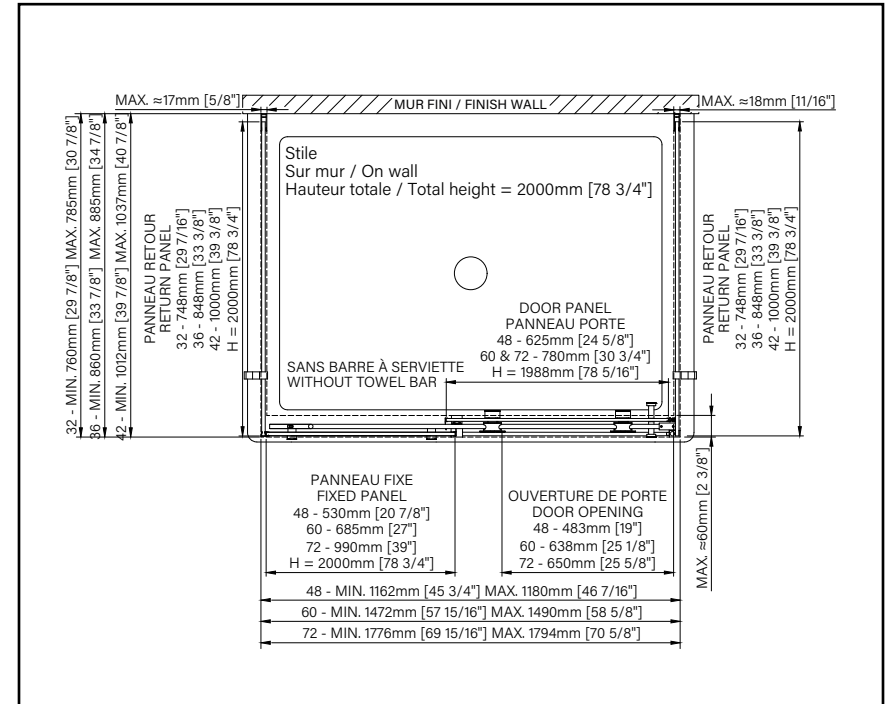 MAX. ≈17mm [5/8"]
MUR FINI / FINISH WALL
MAX. ≈18mm [11/16"]
32 - MIN. 760mm [29 7/8"] MAX. 785mm [30 7/8"]
36 - MIN. 860mm [33 7/8"] MAX. 885mm [34 7/8"]
42 - MIN. 1012mm [39 7/8"] MAX. 1037mm [40 7/8"]
PANNEAU RETOUR
RETURN PANEL
32 - 748mm [29 7/16"]
36 - 848mm [33 3/8"]
42 - 1000mm [39 3/8"]
H = 2000mm [78 3/4"]
Stile
Sur mur / On wall
Hauteur totale / Total height = 2000mm [78 3/4"]
DOOR PANEL
PANNEAU PORTE
48 - 625mm [24 5/8"]
60 & 72 - 780mm [30 3/4"]
H = 1988mm [78 5/16"]
SANS BARRE À SERVIETTE
WITHOUT TOWEL BAR
PANNEAU RETOUR
RETURN PANEL
32 - 748mm [29 7/16"]
36 - 848mm [33 3/8"]
42 - 1000mm [39 3/8"]
H = 2000mm [78 3/4"]
PANNEAU FIXE
FIXED PANEL
48 - 530mm [20 7/8"]
60 - 685mm [27"]
72 - 990mm [39"]
H = 2000mm [78 3/4"]
OUVERTURE DE PORTE
DOOR OPENING
48 - 483mm [19"]
60 - 638mm [25 1/8"]
72 - 650mm [25 5/8"]
MAX. ≈60mm [2 3/8"]
48 - MIN. 1162mm [45 3/4"] MAX. 1180mm [46 7/16"]
60 - MIN. 1472mm [57 15/16"] MAX. 1490mm [58 5/8"]
72 - MIN. 1776mm [69 15/16"] MAX. 1794mm [70 5/8"]